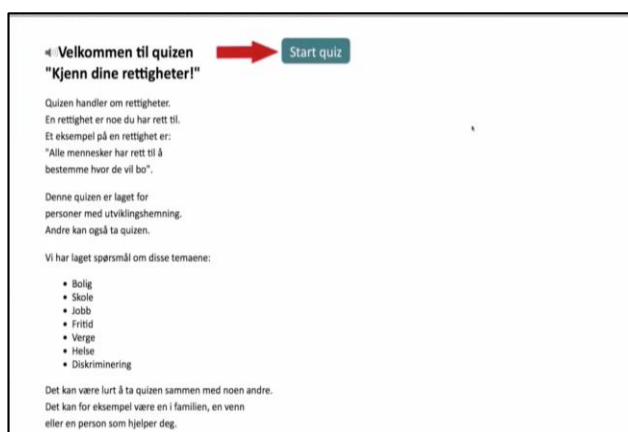 Velkommen til quizen
"Kjenn dine rettigheter!"
Start quiz
Quizen handler om rettigheter.
En rettighet er noe du har rett til.
Et eksempel på en rettighet er:
"Alle mennesker har rett til å
bestemme hvor de vil bo".
Denne quizen er laget for
personer med utviklingshemning.
Andre kan også ta quizen.
Vi har laget spørsmål om disse temaene:
• Bolig
• Skole
• Jobb
• Fritid
• Verge
• Helse
• Diskriminering
Det kan være lurt å ta quizen sammen med noen andre.
Det kan for eksempel være en i familien, en venn
eller en person som hjelper deg.